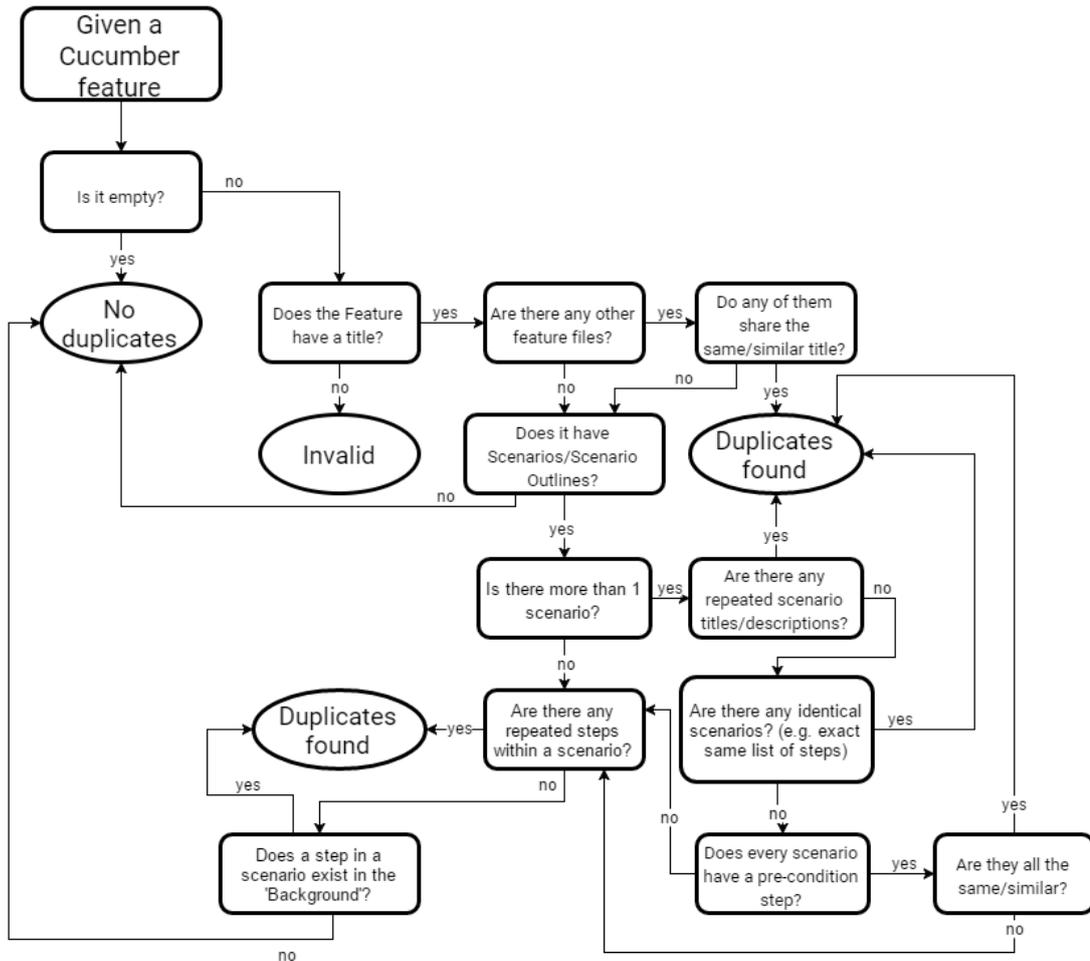 Given a
Cucumber
feature
Is it empty?
no
yes
No
duplicates
Does the Feature
have a title?
yes
Are there any other
feature files?
yes
Do any of them
share the
same/similar title?
no
no
no
yes
Invalid
Does it have
Scenarios/Scenario
Outlines?
Duplicates
found
no
yes
yes
Is there more than 1
scenario?
yes
Are there any
repeated scenario
titles/descriptions?
no
no
Duplicates
found
yes
Are there any
repeated steps
within a scenario?
Are there any identical
scenarios? (e.g. exact
same list of steps)
yes
yes
no
no
no
yes
Does a step in a
scenario exist in the
'Background'?
Does every scenario
have a pre-condition
step?
yes
Are they all the
same/similar?
no
no